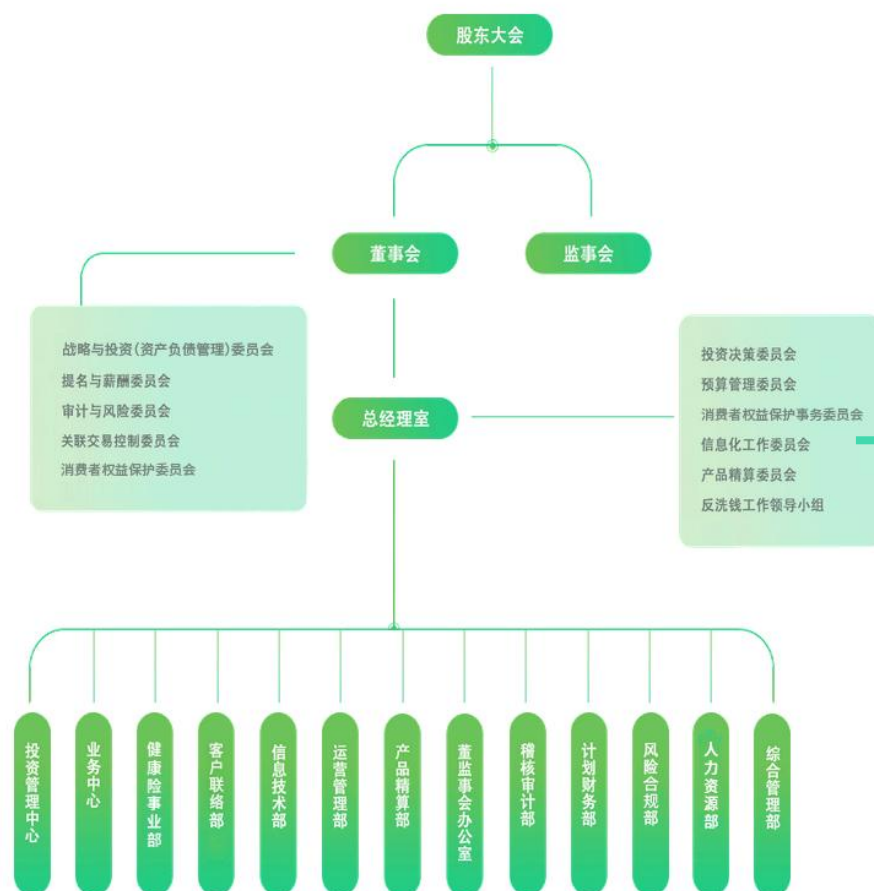 股东大会
董事会
监事会
战略与投资(资产负债管理)委员会
提名与薪酬委员会
审计与风险委员会
关联交易控制委员会
消费者权益保护委员会
总经理室
投资决策委员会
预算管理委员会
消费者权益保护事务委员会
信息化工作委员会
产品精算委员会
反洗钱工作领导小组
投资管理中心
业务中心
健康险事业部
客户联络部
信息技术部
运营管理部
产品精算部
董监事会办公室
稽核审计部
计划财务部
风险合规部
人力资源部
综合管理部